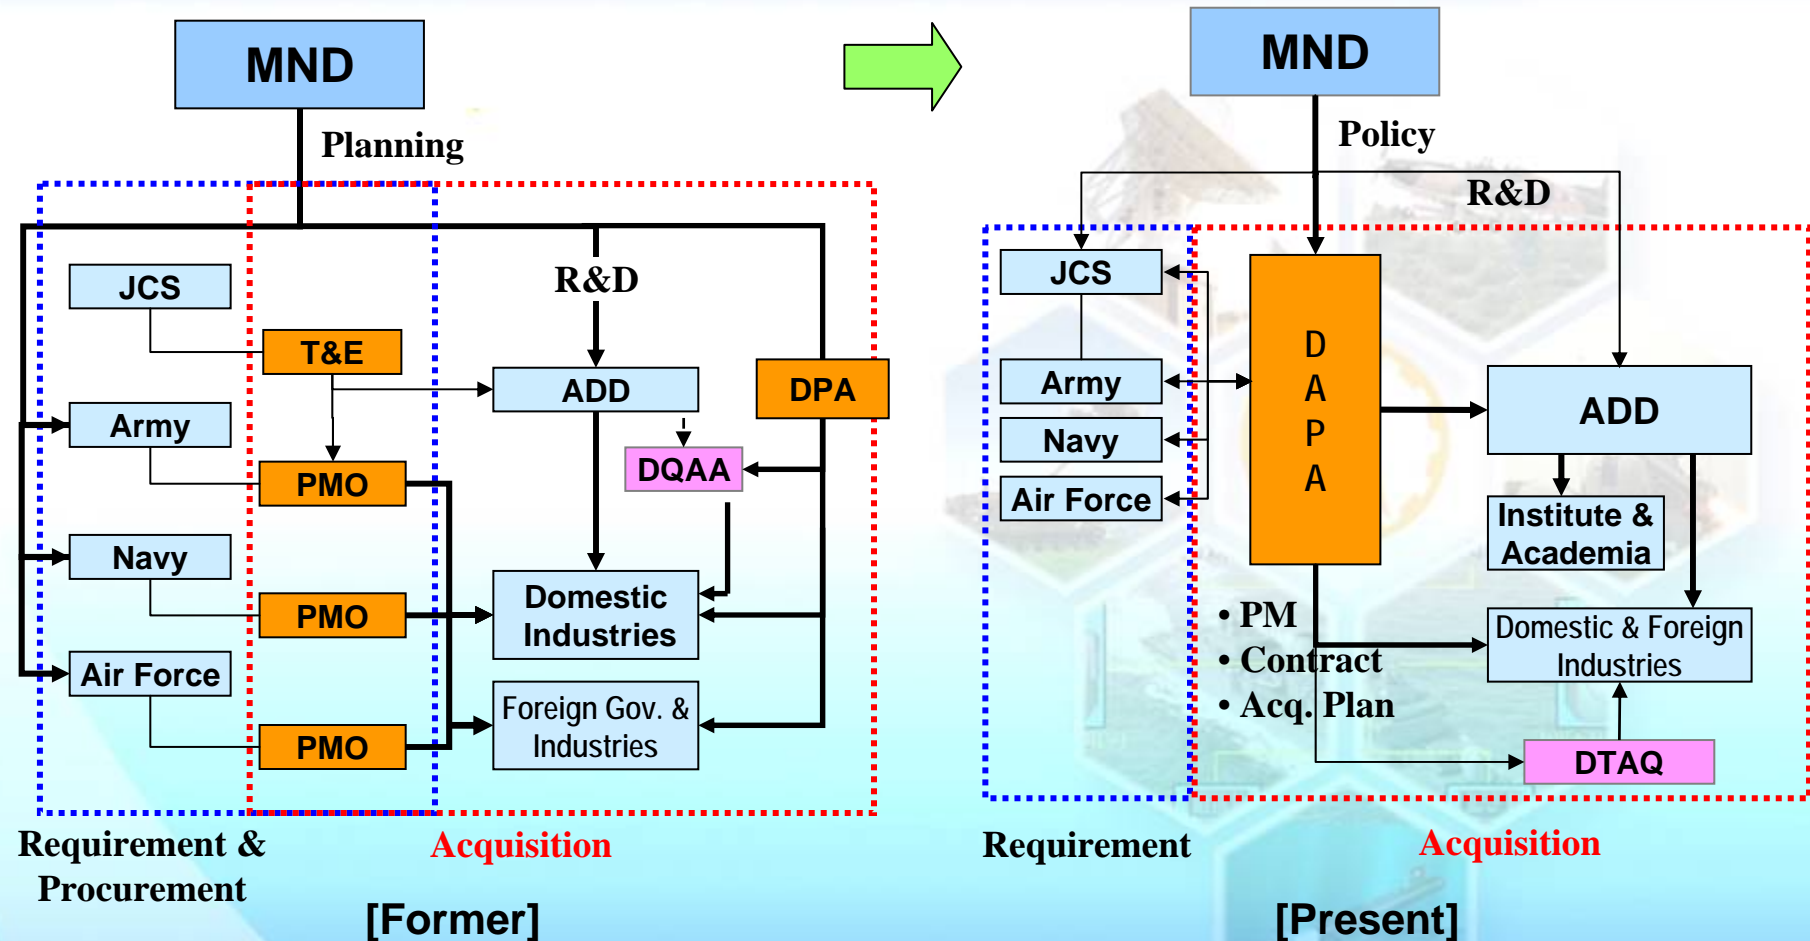 MND
Planning
R&D
JCS
T&E
ADD
DPA
Army
DQAA
PMO
Navy
Domestic
Industries
PMO
Air Force
Foreign Gov. &
Industries
PMO
Requirement &
Procurement
Acquisition
[Former]
MND
Policy
R&D
JCS
D
A
P
A
Army
ADD
Navy
Air Force
Institute &
Academia
• PM
• Contract
• Acq. Plan
Domestic & Foreign
Industries
DTAQ
Requirement
Acquisition
[Present]